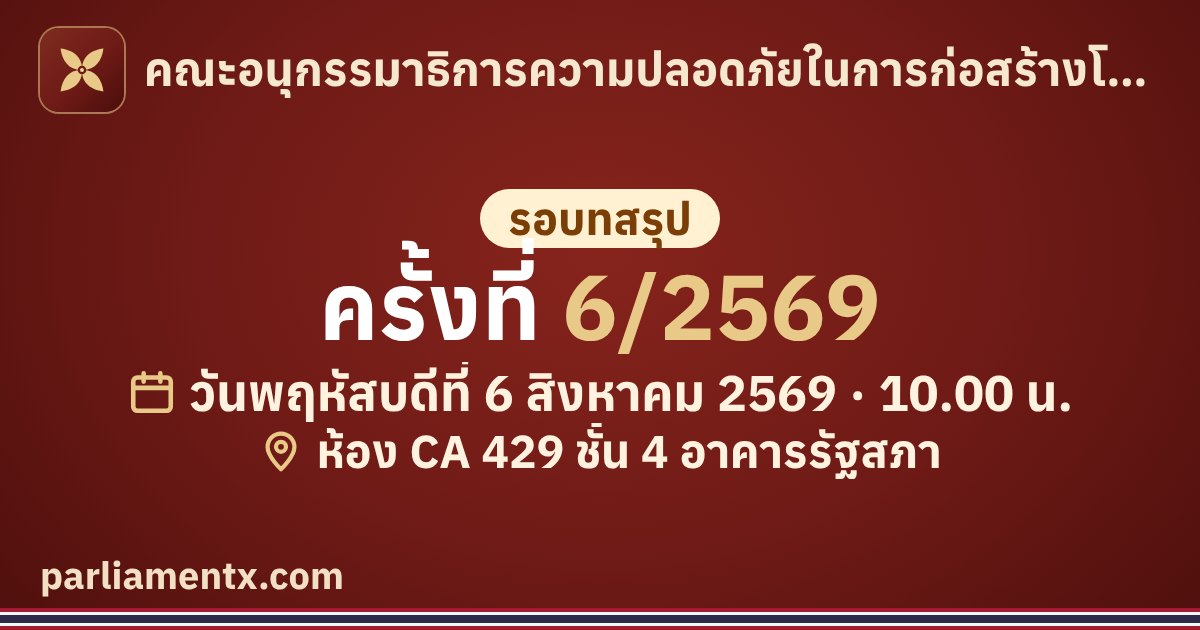 คณะอนุกรรมาธิการความปลอดภัยในการก่อสร้างโ...
รอบทสรุป
ครั้งที่ 6/2569
วันพฤหัสบดีที่ 6 สิงหาคม 2569 · 10.00 น.
ห้อง CA 429 ชั้น 4 อาคารรัฐสภา
parliamentx.com